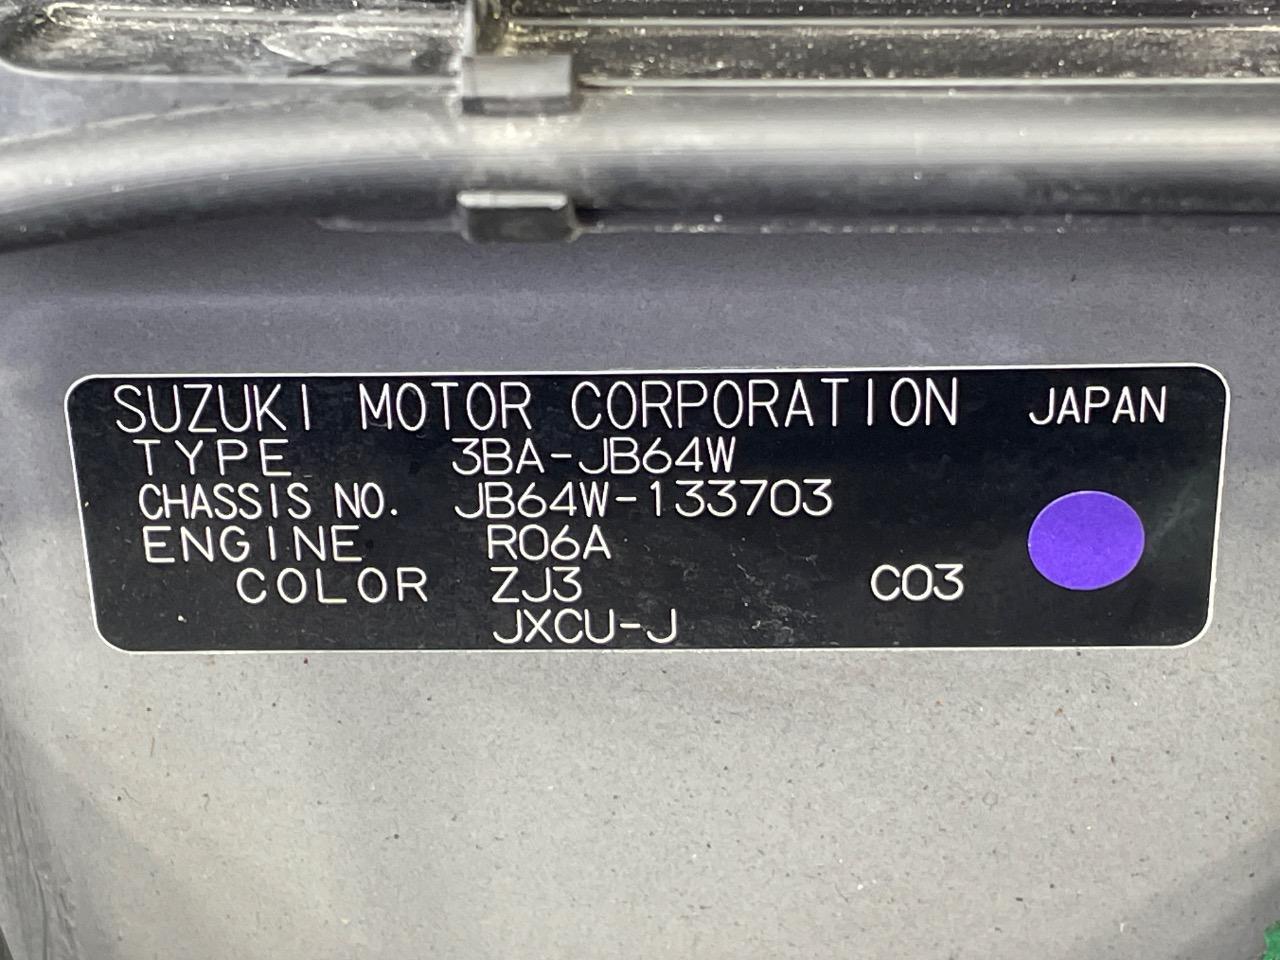 SUZUKI MOTOR CORPORATION JAPAN
TYPE 3BA-JB64W
CHASSIS NO. JB64W-133703
ENGINE R06A
COLOR ZJ3 C03
JXCU-J